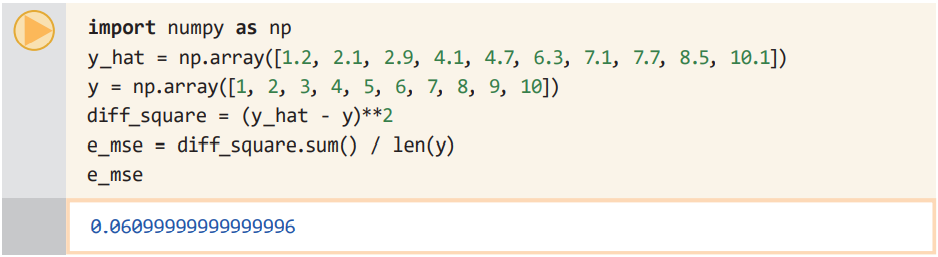 import numpy as np
y_hat = np.array([1.2, 2.1, 2.9, 4.1, 4.7, 6.3, 7.1, 7.7, 8.5, 10.1])
y = np.array([1, 2, 3, 4, 5, 6, 7, 8, 9, 10])
diff_square = (y_hat - y)**2
e_mse = diff_square.sum() / len(y)
e_mse
0.06099999999999996